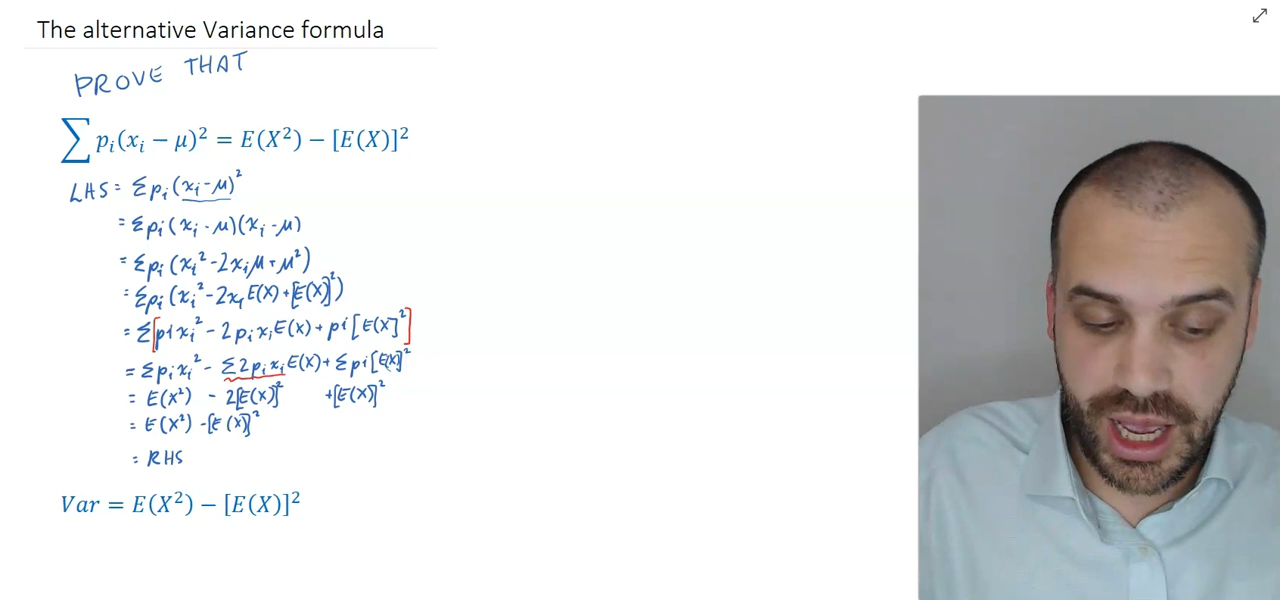 The alternative Variance formula
PROVE THAT
∑ pᵢ(xᵢ − μ)² = E(X²) − [E(X)]²
LHS = Σpᵢ(xᵢ-μ)²
= Σpᵢ(xᵢ-μ)(xᵢ-μ)
= Σpᵢ(xᵢ²-2xᵢμ+μ²)
= Σpᵢ(xᵢ²-2xᵢE(X)+[E(X)]²)
= Σ[pixᵢ²-2pᵢxᵢE(X)+pi[E(X)]²]
= Σpᵢxᵢ² - Σ2pᵢxᵢE(X)+Σpi[E(X)]²
= E(X²) - 2[E(X)]² +[E(X)]²
= E(X²) -[E(X)]²
= RHS
Var = E(X²) − [E(X)]²